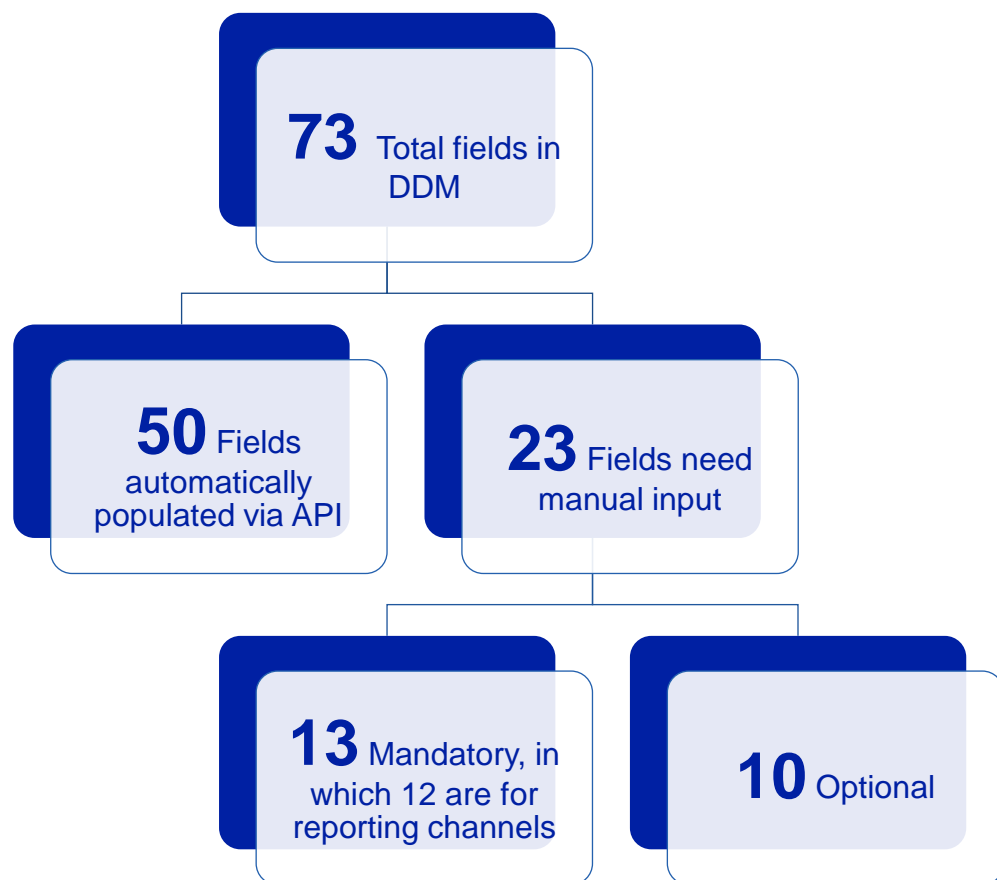 73 Total fields in
DDM
50 Fields
automatically
populated via API
23 Fields need
manual input
13 Mandatory, in
which 12 are for
reporting channels
10 Optional